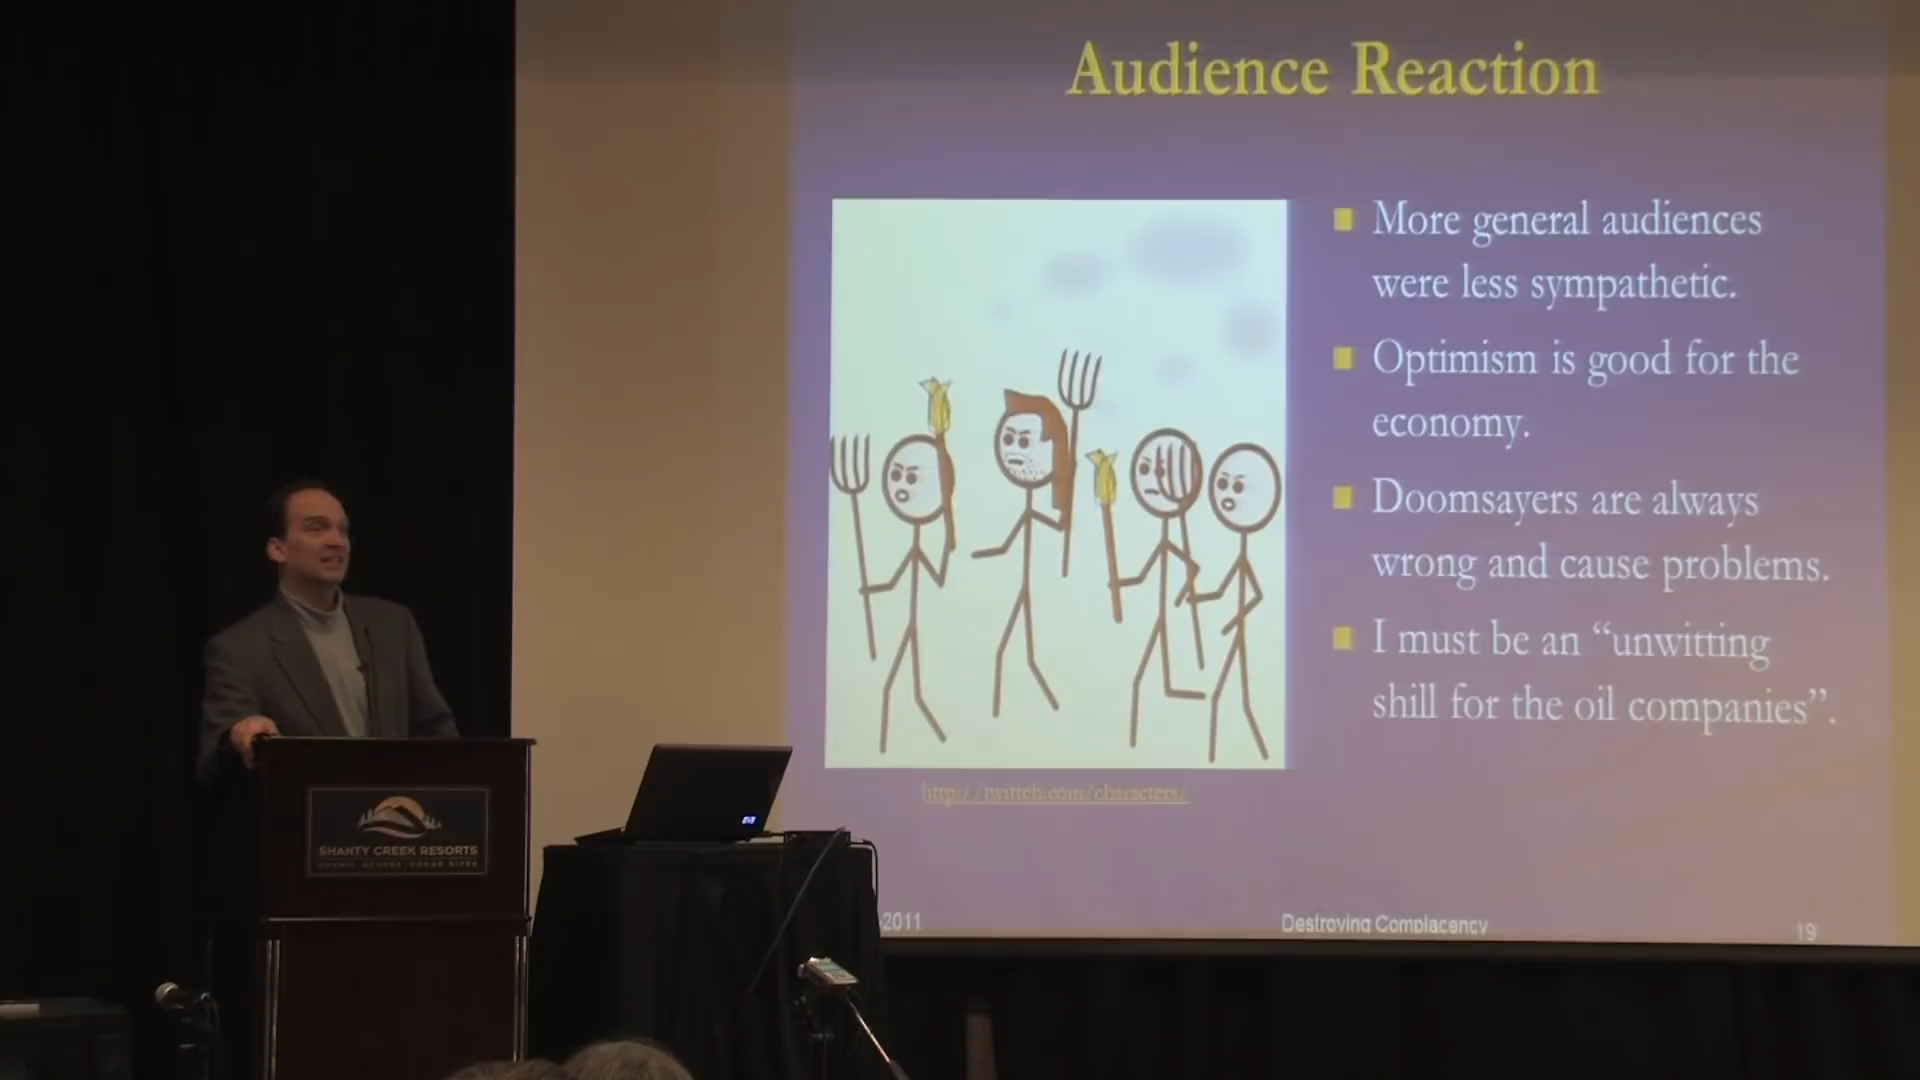 Audience Reaction
More general audiences
were less sympathetic.
Optimism is good for the
economy.
Doomsayers are always
wrong and cause problems.
I must be an “unwitting
shill for the oil companies”.
http://twittch.com/characters/
-2011
Destroying Complacency
19
SHANTY CREEK RESORTS
hp